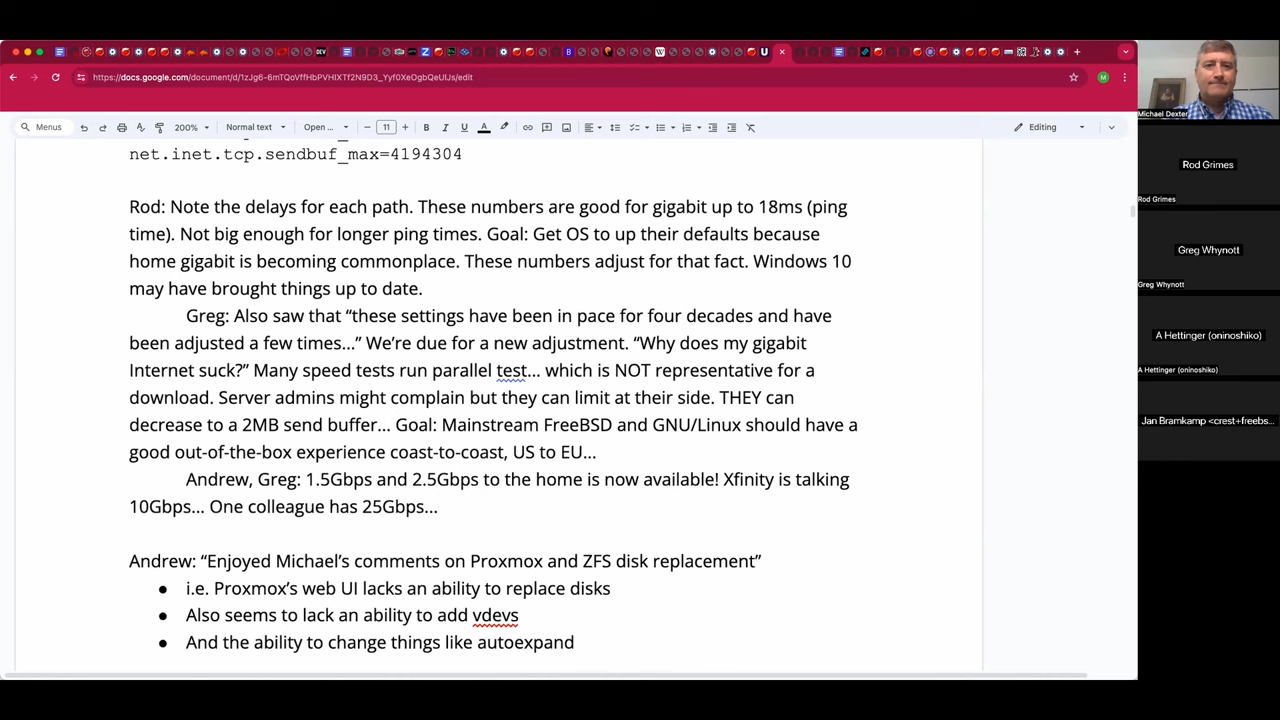 https://docs.google.com/document/d/1zJg6-6mTQoVffHbPVHIXTf2N9D3_Yyf0XeOgbQeUIJs/edit
M
Menus
200%
Normal text
Open ...
11
Editing
net.inet.tcp.sendbuf_max=4194304
Rod: Note the delays for each path. These numbers are good for gigabit up to 18ms (ping
time). Not big enough for longer ping times. Goal: Get OS to up their defaults because
home gigabit is becoming commonplace. These numbers adjust for that fact. Windows 10
may have brought things up to date.
Greg: Also saw that “these settings have been in pace for four decades and have
been adjusted a few times…” We’re due for a new adjustment. “Why does my gigabit
Internet suck?” Many speed tests run parallel test… which is NOT representative for a
download. Server admins might complain but they can limit at their side. THEY can
decrease to a 2MB send buffer… Goal: Mainstream FreeBSD and GNU/Linux should have a
good out-of-the-box experience coast-to-coast, US to EU…
Andrew, Greg: 1.5Gbps and 2.5Gbps to the home is now available! Xfinity is talking
10Gbps… One colleague has 25Gbps…
Andrew: “Enjoyed Michael’s comments on Proxmox and ZFS disk replacement”
● i.e. Proxmox’s web UI lacks an ability to replace disks
● Also seems to lack an ability to add vdevs
● And the ability to change things like autoexpand
Michael Dexter
Rod Grimes
Rod Grimes
Greg Whynott
Greg Whynott
A Hettinger (oninoshiko)
A Hettinger (oninoshiko)
Jan Bramkamp <crest+freebs...